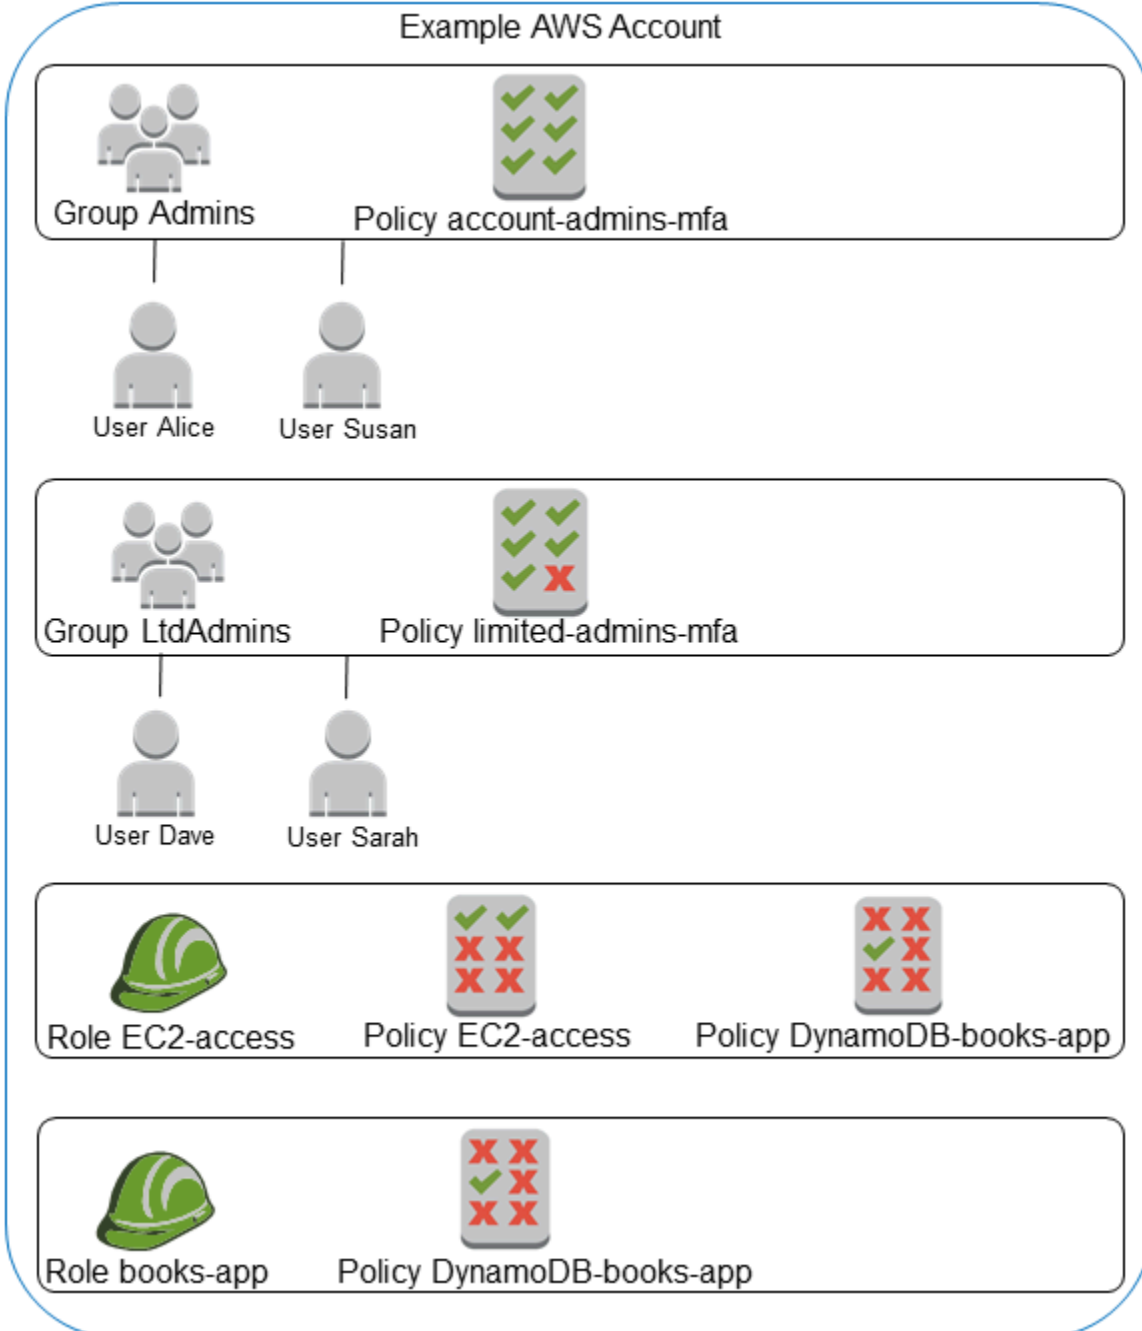 Example AWS Account
Group Admins
Policy account-admins-mfa
User Alice
User Susan
Group LtdAdmins
Policy limited-admins-mfa
User Dave
User Sarah
Role EC2-access
Policy EC2-access
Policy DynamoDB-books-app
Role books-app
Policy DynamoDB-books-app